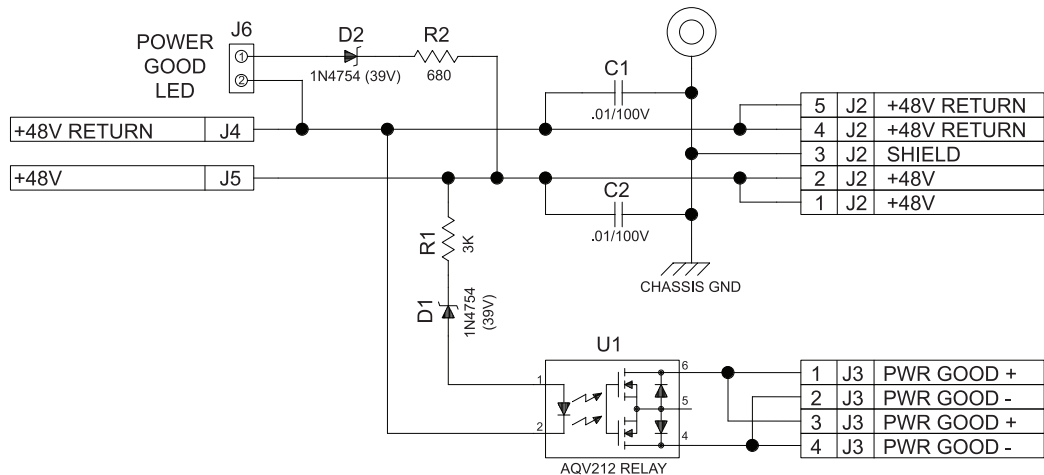 J6
POWER
GOOD
LED
1
2
D2
1N4754 (39V)
R2
680
C1
.01/100V
+48V RETURN J4
+48V J5
5 J2 +48V RETURN
4 J2 +48V RETURN
3 J2 SHIELD
2 J2 +48V
1 J2 +48V
C2
.01/100V
R1
3K
CHASSIS GND
D1
1N4754
(39V)
U1
1
2
6
5
4
AQV212 RELAY
1 J3 PWR GOOD +
2 J3 PWR GOOD -
3 J3 PWR GOOD +
4 J3 PWR GOOD -